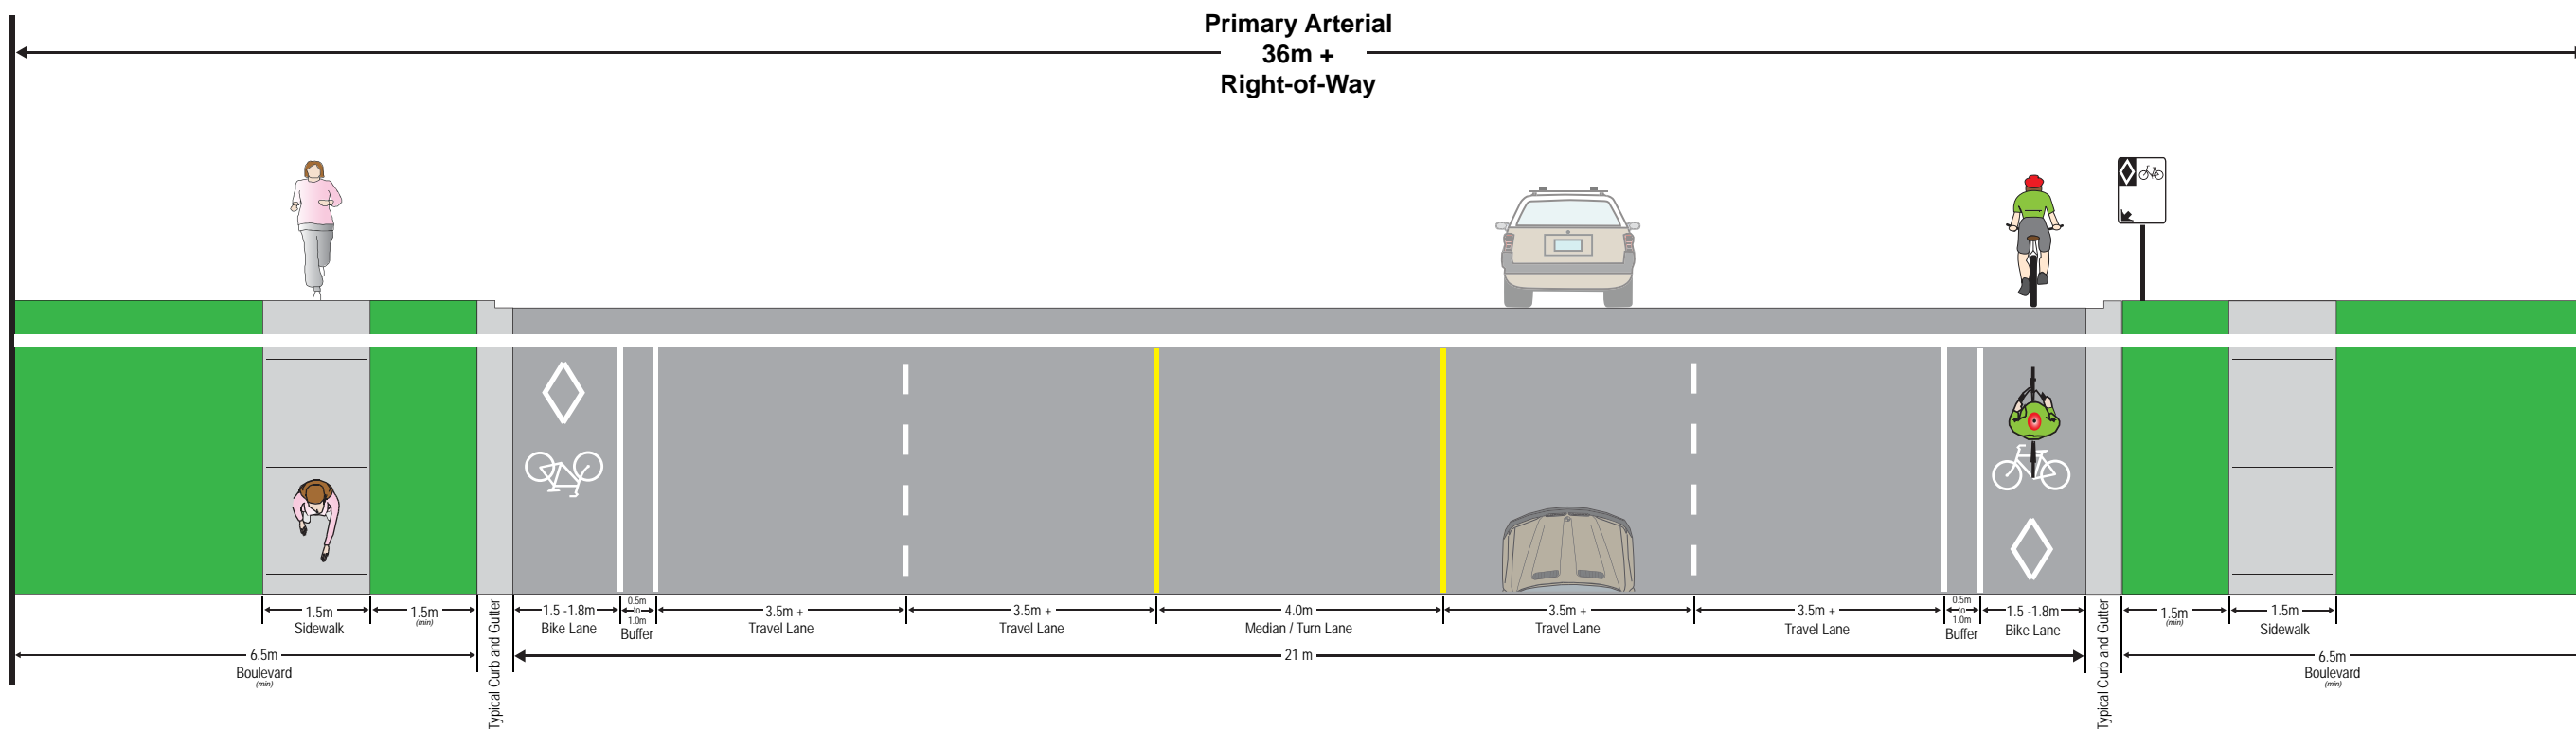 Primary Arterial
36m +
Right-of-Way
1.5m
Sidewalk
1.5m
(min)
6.5m
Boulevard
(min)
Typical Curb and Gutter
1.5 -1.8m
Bike Lane
0.5m
to
1.0m
Buffer
3.5m +
Travel Lane
3.5m +
Travel Lane
4.0m
Median / Turn Lane
3.5m +
Travel Lane
3.5m +
Travel Lane
0.5m
to
1.0m
Buffer
1.5 -1.8m
Bike Lane
21 m
Typical Curb and Gutter
1.5m
(min)
1.5m
Sidewalk
6.5m
Boulevard
(min)